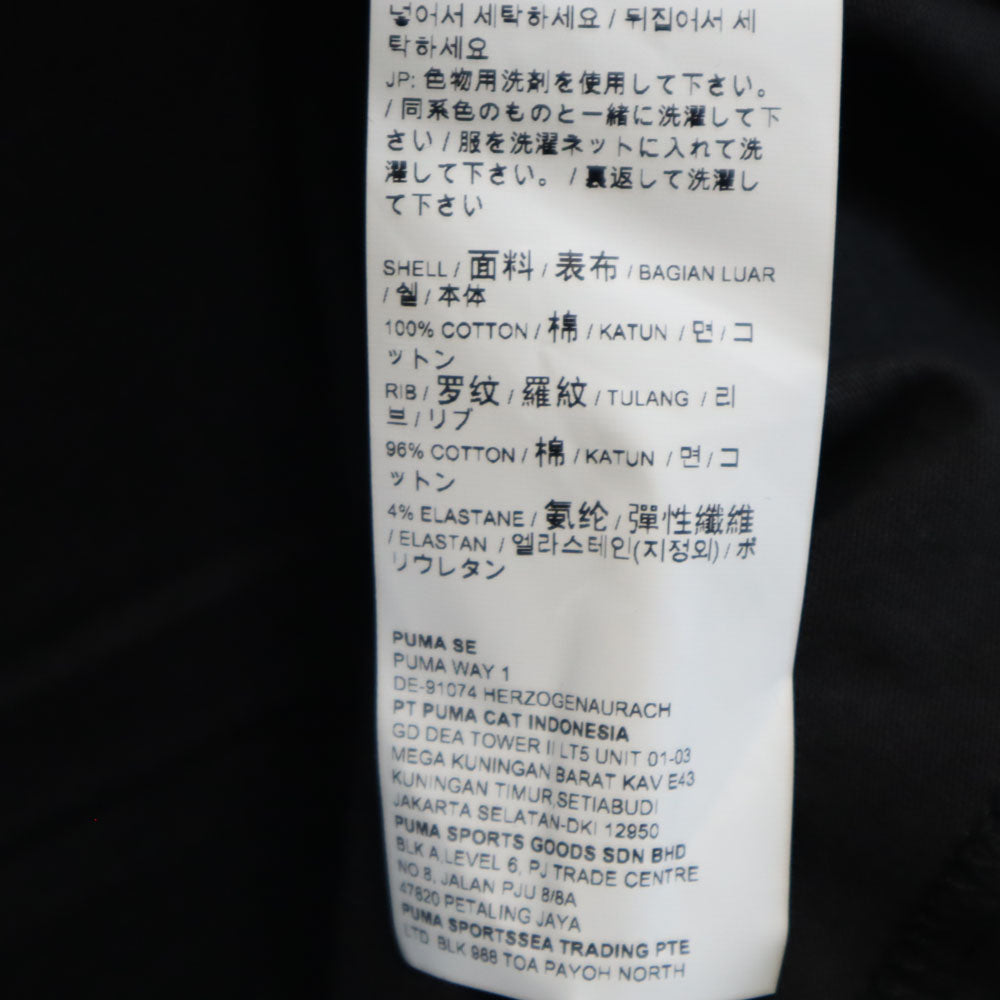 넣어서 세탁하세요 / 뒤집어서 세
탁하세요
JP: 色物用洗剤を使用して下さい。
/ 同系色のものと一緒に洗濯して下
さい / 服を洗濯ネットに入れて洗
濯して下さい。 / 裏返して洗濯し
て下さい
SHELL / 面料 / 表布 / BAGIAN LUAR
/ 쉘 / 本体
100% COTTON / 棉 / KATUN / 면 / コ
ットン
RIB / 罗纹 / 羅紋 / TULANG / 리
브 / リブ
96% COTTON / 棉 / KATUN / 면 / コ
ットン
4% ELASTANE / 氨纶 / 彈性纖維
/ ELASTAN / 엘라스테인(지정외) / ポ
リウレタン
PUMA SE
PUMA WAY 1
DE-91074 HERZOGENAURACH
PT PUMA CAT INDONESIA
GD DEA TOWER II LT5 UNIT 01-03
MEGA KUNINGAN BARAT KAV E43
KUNINGAN TIMUR,SETIABUDI
JAKARTA SELATAN-DKI 12950
PUMA SPORTS GOODS SDN BHD
BLK A,LEVEL 6, PJ TRADE CENTRE
NO.8, JALAN PJU 8/8A
47820 PETALING JAYA
PUMA SPORTSSEA TRADING PTE
LTD BLK 988 TOA PAYOH NORTH